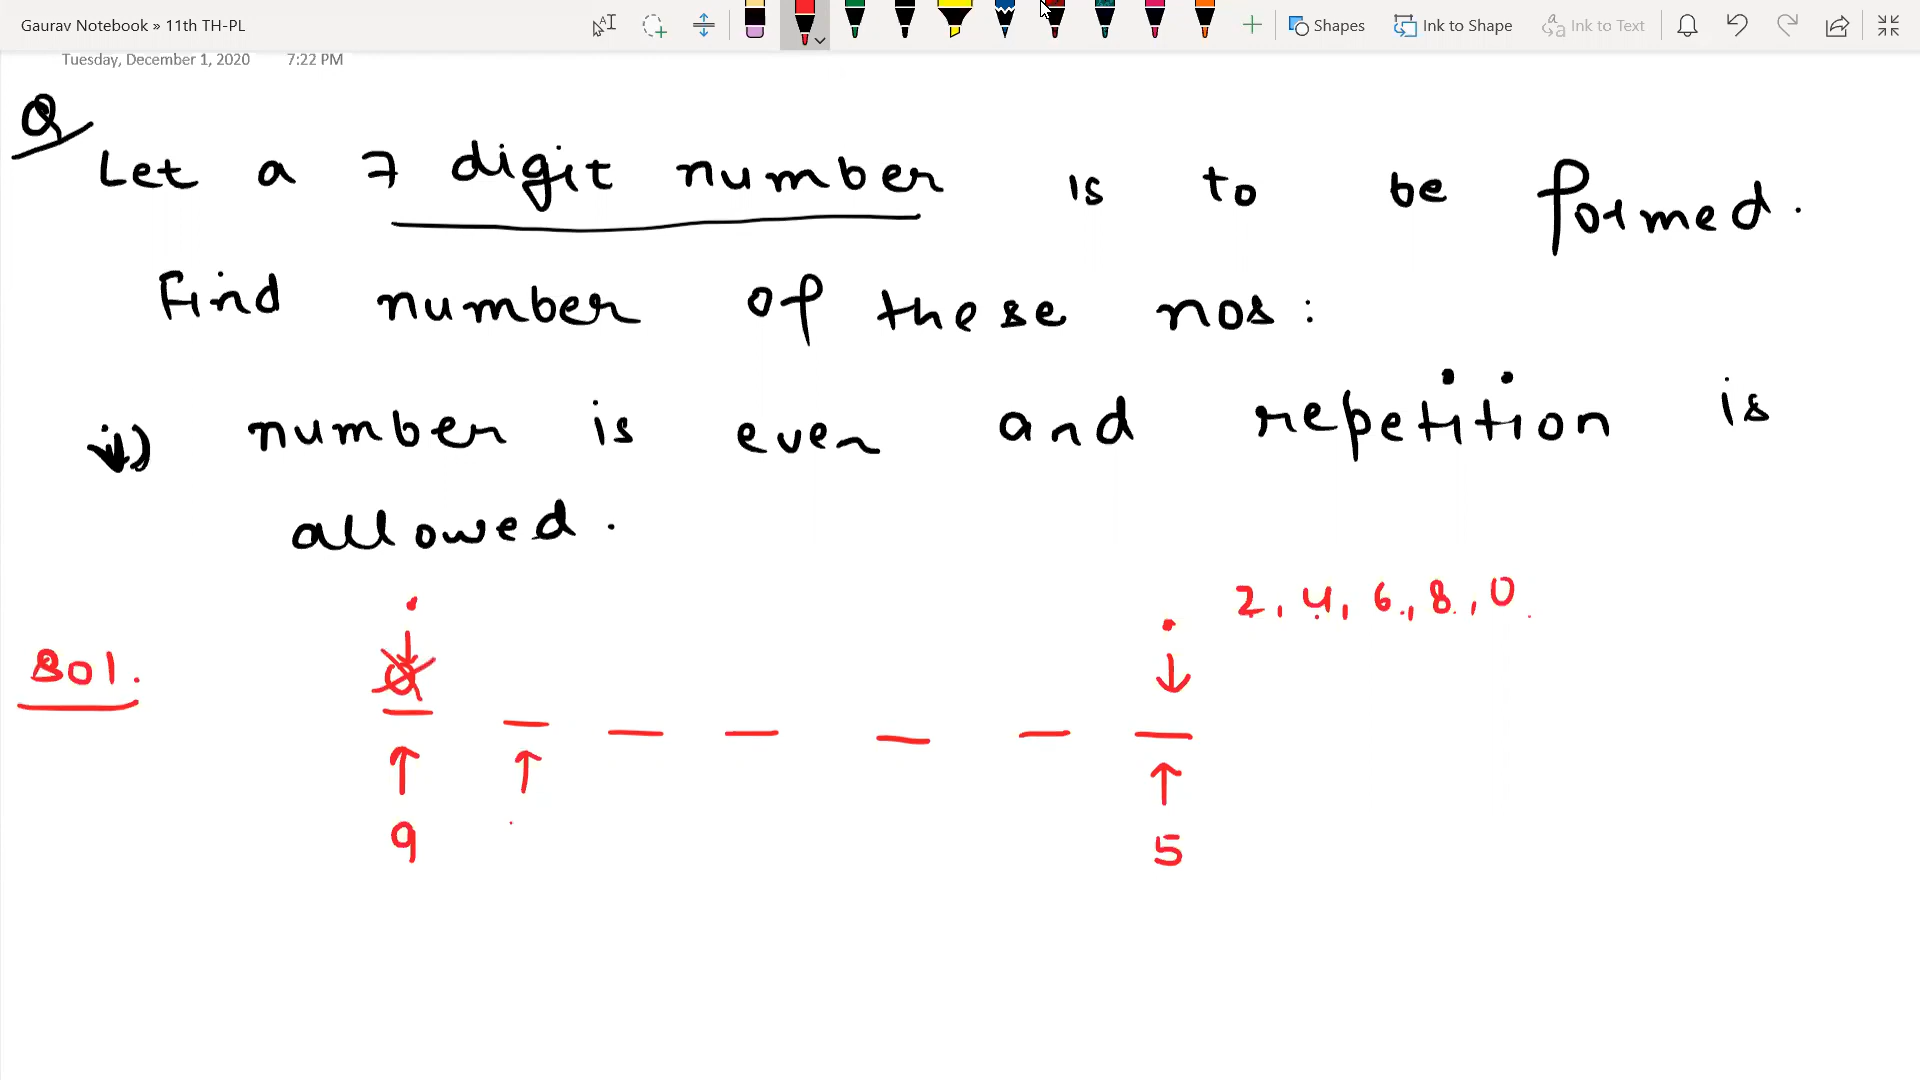 Gaurav Notebook » 11th TH-PL
Shapes
Ink to Shape
Ink to Text
Tuesday, December 1, 2020 7:22 PM
Q
Let a 7 digit number is to be formed.
Find number of these nos:
number is even and repetition is
allowed.
2, 4, 6, 8, 0
Sol.
9 5